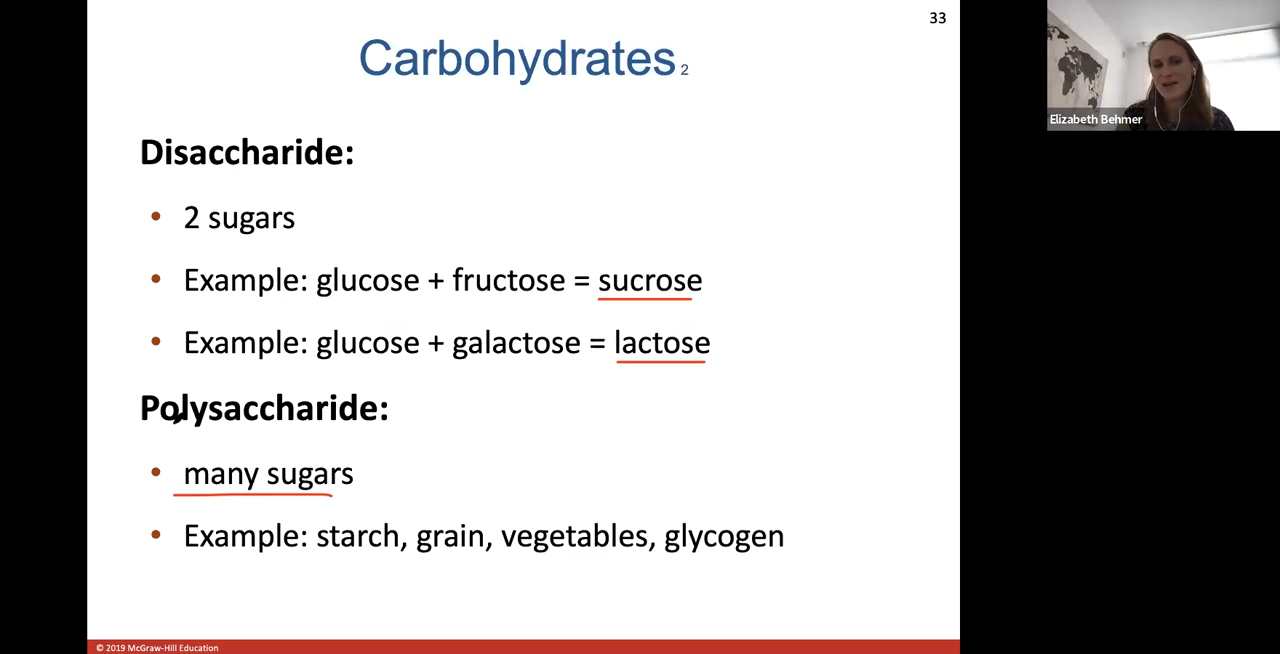 33
Carbohydrates 2
Elizabeth Behmer
Disaccharide:
• 2 sugars
• Example: glucose + fructose = sucrose
• Example: glucose + galactose = lactose
Polysaccharide:
• many sugars
• Example: starch, grain, vegetables, glycogen
© 2019 McGraw-Hill Education